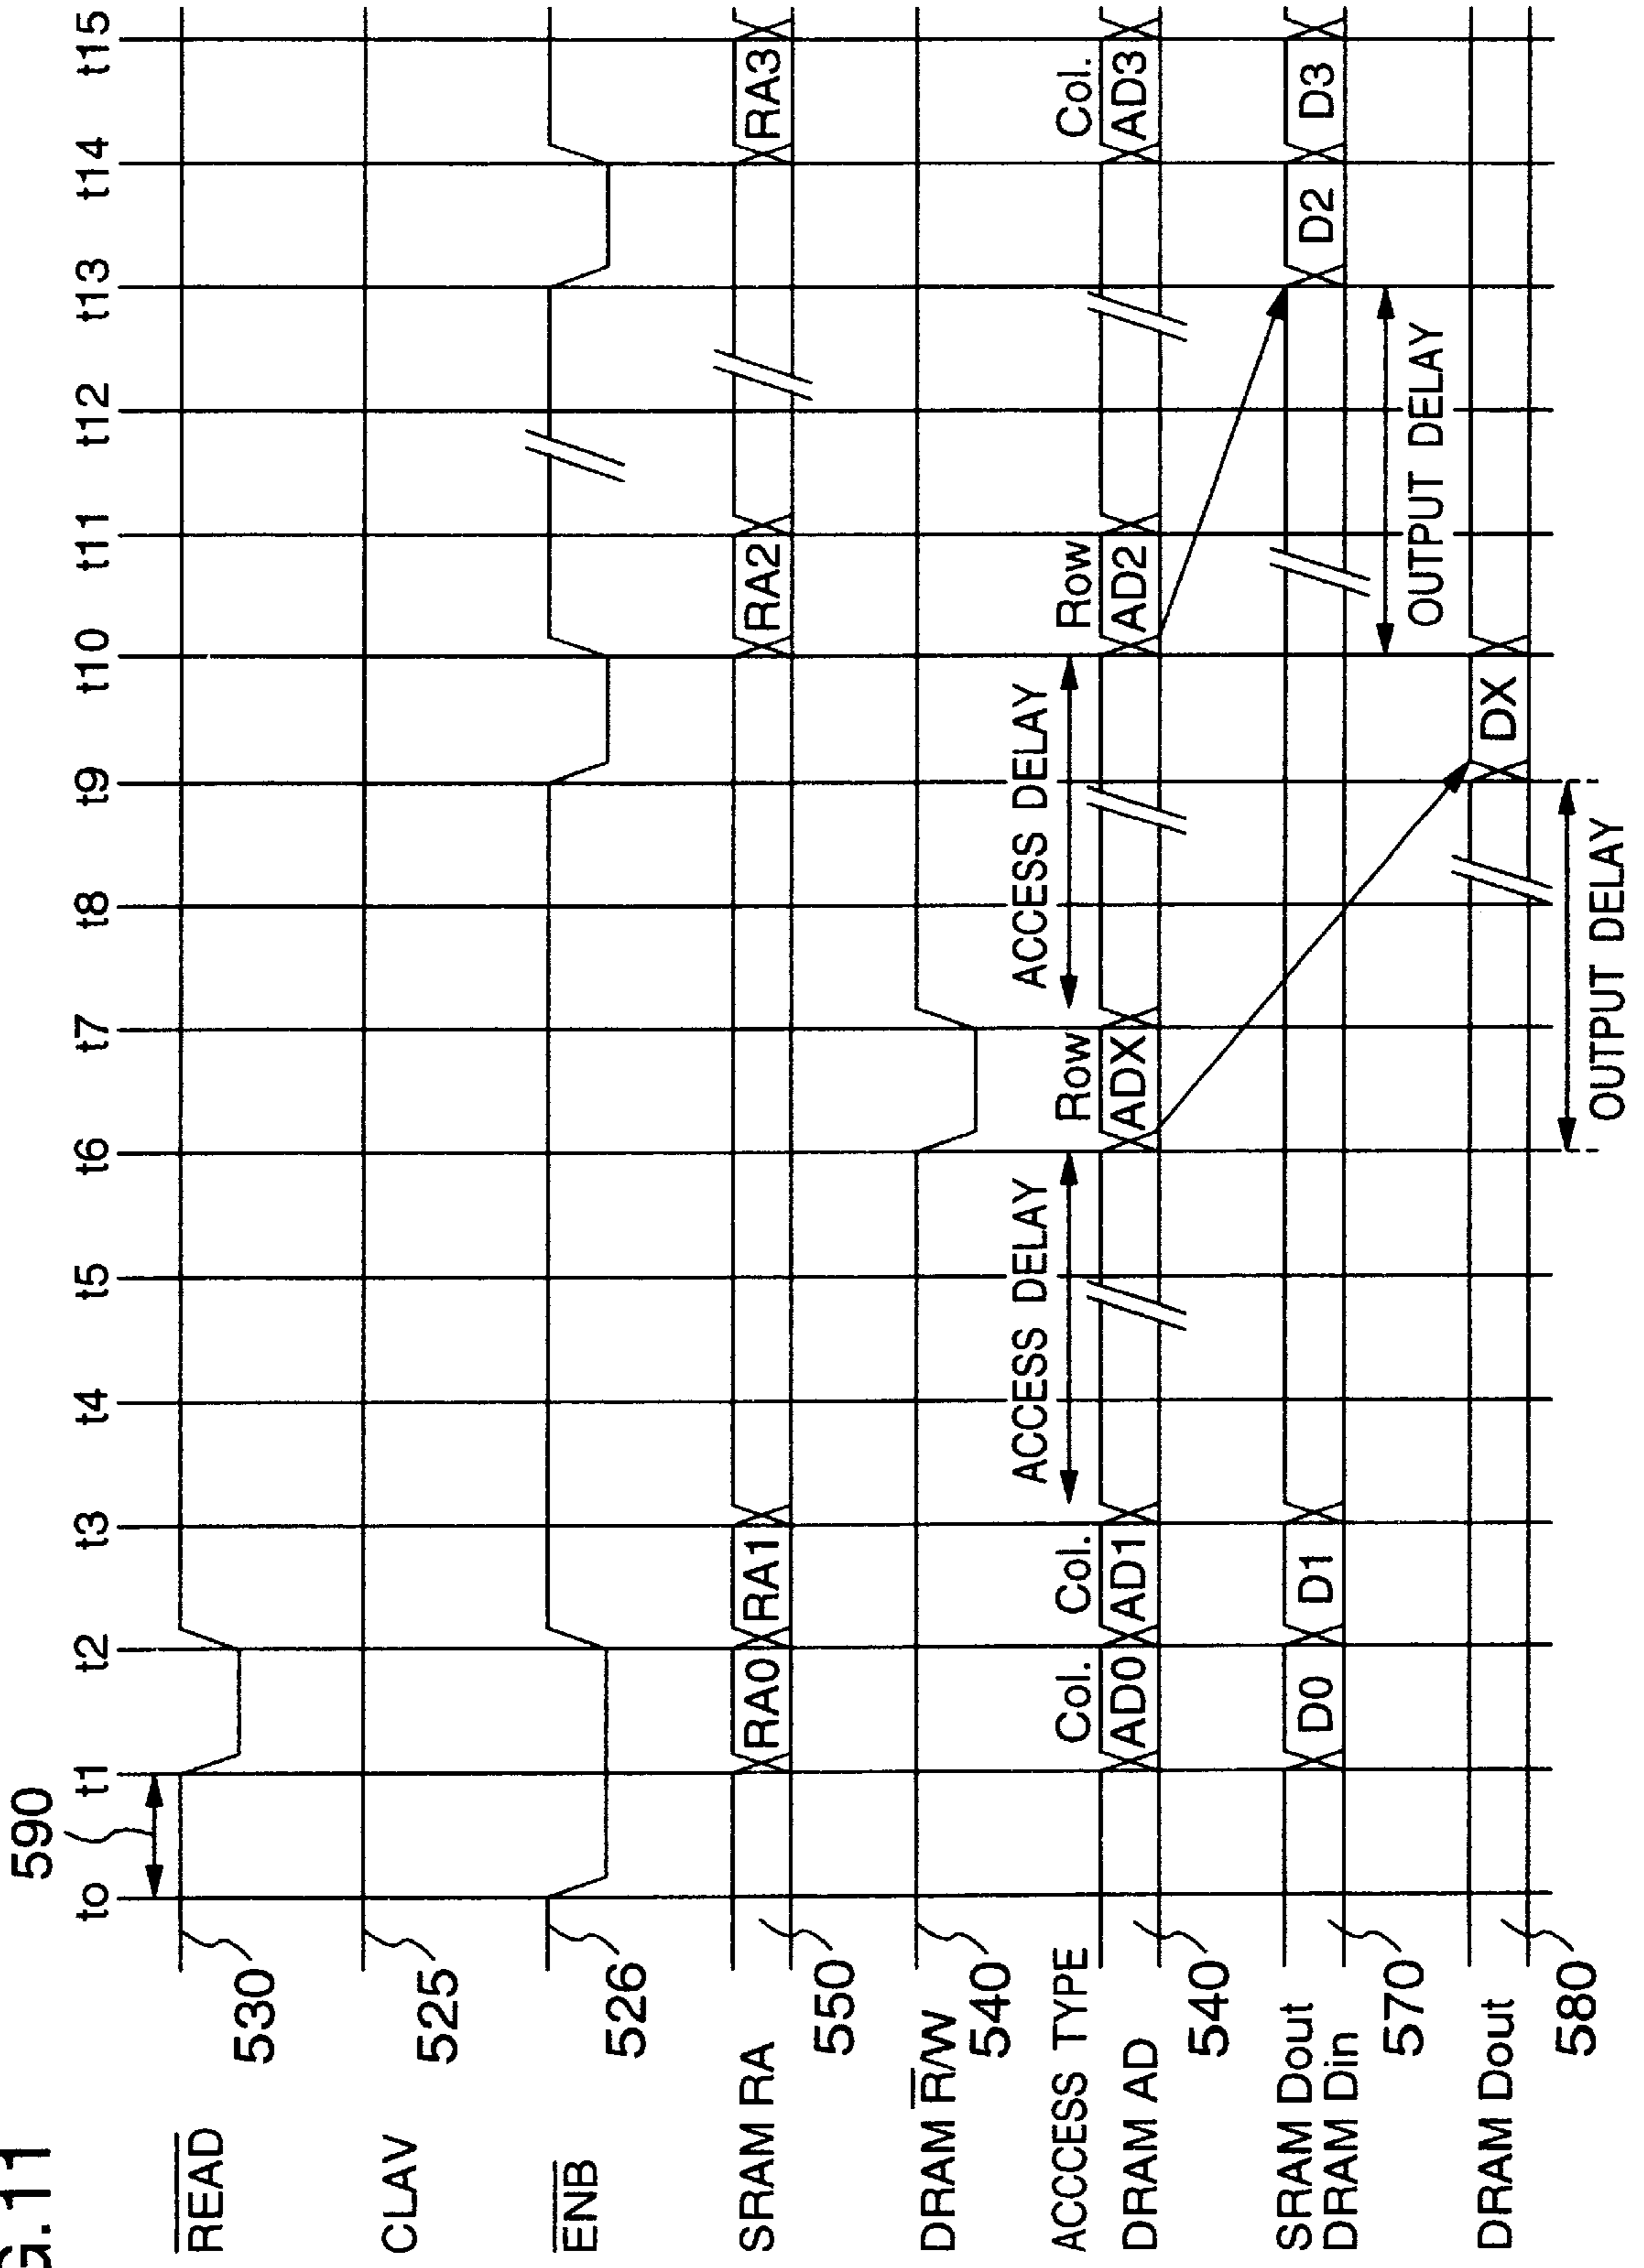 G.11
590
to t1 t2 t3 t4 t5 t6 t7 t8 t9 t10 t11 t12 t13 t14 t15
READ
530
CLAV
525
ENB
526
SRAM RA
550
RA0 RA1 RA2 RA3
DRAM R/W
540
ACCCESS TYPE
Col. Col. ACCESS DELAY Row ACCESS DELAY Row Col.
DRAM AD
540
AD0 AD1 ADX AD2 AD3
SRAM Dout
DRAM Din
570
D0 D1 D2 D3
OUTPUT DELAY
DRAM Dout
580
DX
OUTPUT DELAY